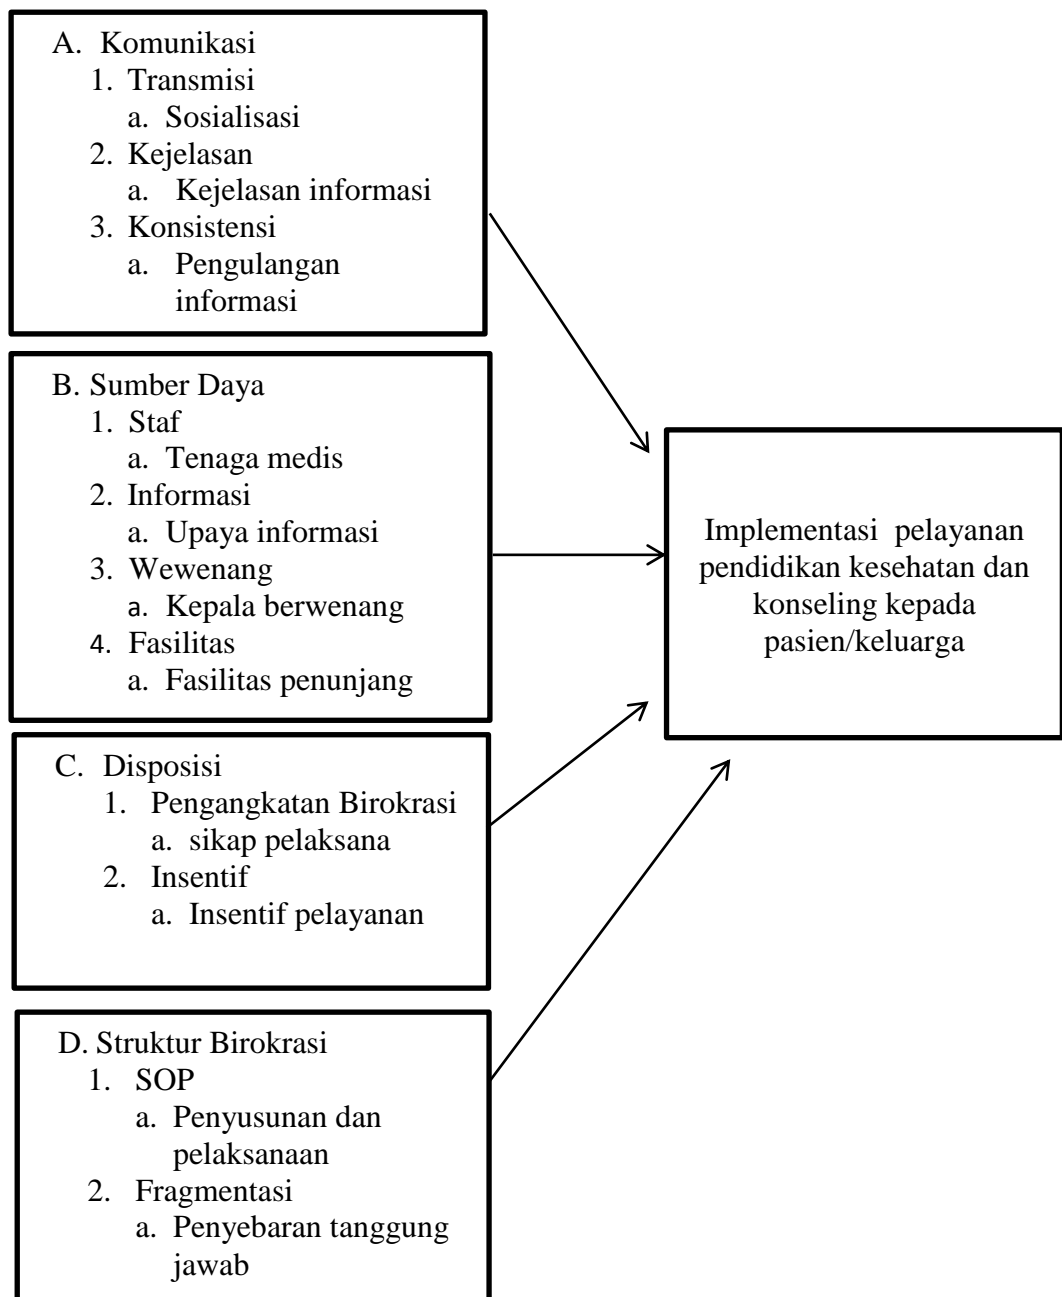 A. Komunikasi
1. Transmisi
a. Sosialisasi
2. Kejelasan
a. Kejelasan informasi
3. Konsistensi
a. Pengulangan
informasi
B. Sumber Daya
1. Staf
a. Tenaga medis
2. Informasi
a. Upaya informasi
3. Wewenang
a. Kepala berwenang
4. Fasilitas
a. Fasilitas penunjang
C. Disposisi
1. Pengangkatan Birokrasi
a. sikap pelaksana
2. Insentif
a. Insentif pelayanan
D. Struktur Birokrasi
1. SOP
a. Penyusunan dan
pelaksanaan
2. Fragmentasi
a. Penyebaran tanggung
jawab
Implementasi pelayanan
pendidikan kesehatan dan
konseling kepada
pasien/keluarga